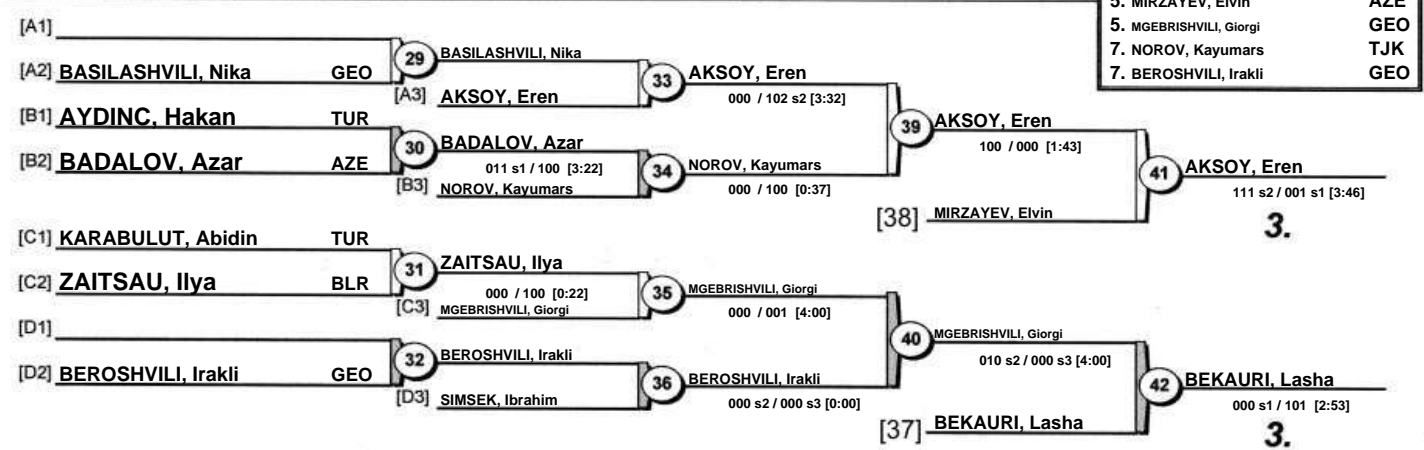 5. MIRZAYEV, Elvin AZE
5. MGEBRISHVILI, Giorgi GEO
7. NOROV, Kayumars TJK
7. BEROSHVILI, Irakli GEO
[A1]
[A2] BASILASHVILI, Nika GEO
29
BASILASHVILI, Nika
[A3] AKSOY, Eren
33
AKSOY, Eren
000 / 102 s2 [3:32]
[B1] AYDINC, Hakan TUR
[B2] BADALOV, Azar AZE
30
BADALOV, Azar
011 s1 / 100 [3:22]
[B3] NOROV, Kayumars
34
NOROV, Kayumars
000 / 100 [0:37]
39
AKSOY, Eren
100 / 000 [1:43]
[38] MIRZAYEV, Elvin
41
AKSOY, Eren
111 s2 / 001 s1 [3:46]
3.
[C1] KARABULUT, Abidin TUR
[C2] ZAITSAU, Ilya BLR
31
ZAITSAU, Ilya
000 / 100 [0:22]
[C3] MGEBRISHVILI, Giorgi
35
MGEBRISHVILI, Giorgi
000 / 001 [4:00]
[D1]
[D2] BEROSHVILI, Irakli GEO
32
BEROSHVILI, Irakli
[D3] SIMSEK, Ibrahim
36
BEROSHVILI, Irakli
000 s2 / 000 s3 [0:00]
40
MGEBRISHVILI, Giorgi
010 s2 / 000 s3 [4:00]
[37] BEKAURI, Lasha
42
BEKAURI, Lasha
000 s1 / 101 [2:53]
3.